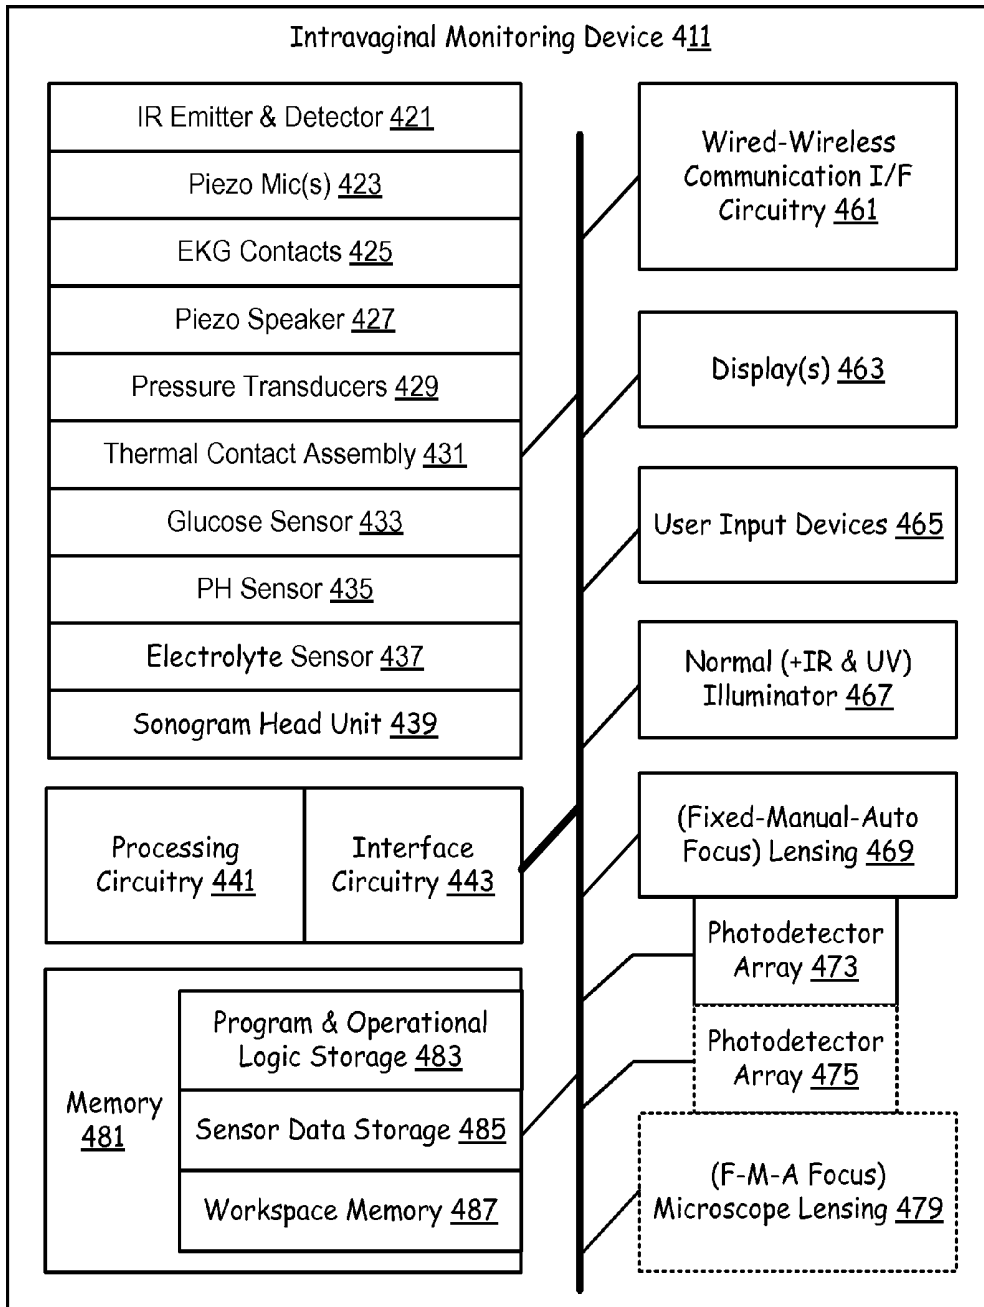 Intravaginal Monitoring Device 411
IR Emitter & Detector 421
Piezo Mic(s) 423
EKG Contacts 425
Piezo Speaker 427
Pressure Transducers 429
Thermal Contact Assembly 431
Glucose Sensor 433
PH Sensor 435
Electrolyte Sensor 437
Sonogram Head Unit 439
Processing
Circuitry 441
Interface
Circuitry 443
Memory
481
Program & Operational
Logic Storage 483
Sensor Data Storage 485
Workspace Memory 487
Wired-Wireless
Communication I/F
Circuitry 461
Display(s) 463
User Input Devices 465
Normal (+IR & UV)
Illuminator 467
(Fixed-Manual-Auto
Focus) Lensing 469
Photodetector
Array 473
Photodetector
Array 475
(F-M-A Focus)
Microscope Lensing 479